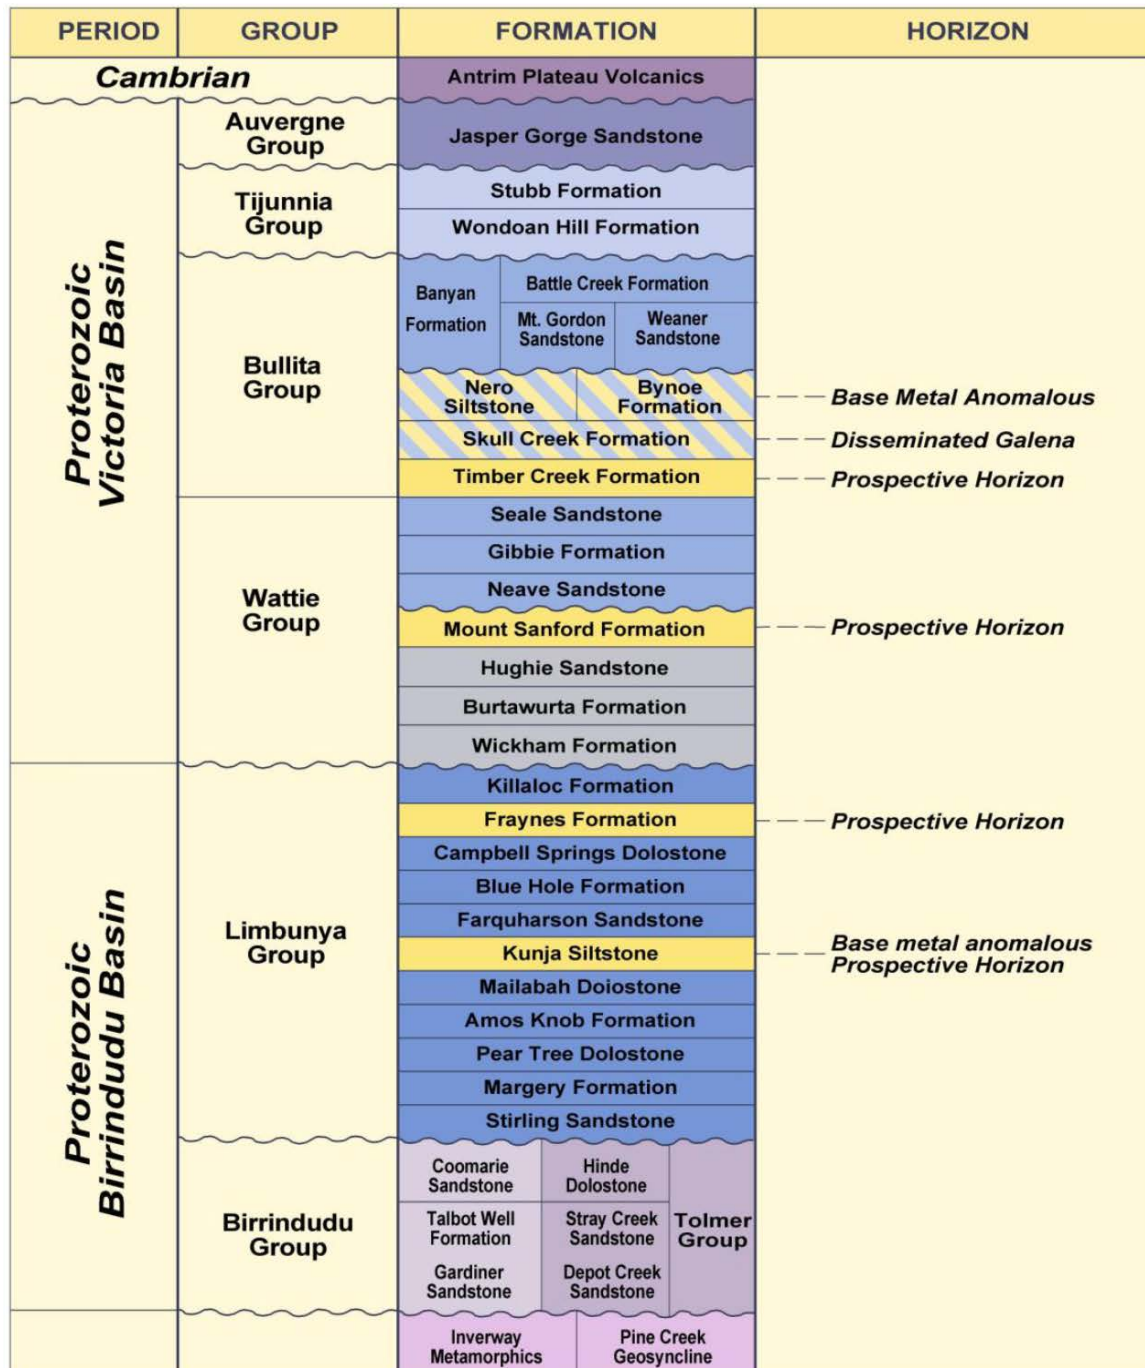 PERIOD GROUP FORMATION HORIZON
Cambrian
Antrim Plateau Volcanics
Proterozoic
Victoria Basin
Auvergne
Group
Jasper Gorge Sandstone
Tijunnia
Group
Stubb Formation
Wondoan Hill Formation
Bullita
Group
Banyan
Formation
Battle Creek Formation
Mt. Gordon
Sandstone
Weaner
Sandstone
Nero
Siltstone
Bynoe
Formation
Base Metal Anomalous
Skull Creek Formation
Disseminated Galena
Timber Creek Formation
Prospective Horizon
Wattie
Group
Seale Sandstone
Gibbie Formation
Neave Sandstone
Mount Sanford Formation
Prospective Horizon
Hughie Sandstone
Burtawurta Formation
Wickham Formation
Proterozoic
Birrindudu Basin
Limbunya
Group
Killaloc Formation
Fraynes Formation
Prospective Horizon
Campbell Springs Dolostone
Blue Hole Formation
Farquharson Sandstone
Kunja Siltstone
Base metal anomalous
Prospective Horizon
Mailabah Doiostone
Amos Knob Formation
Pear Tree Dolostone
Margery Formation
Stirling Sandstone
Birrindudu
Group
Coomarie
Sandstone
Talbot Well
Formation
Gardiner
Sandstone
Hinde
Dolostone
Stray Creek
Sandstone
Depot Creek
Sandstone
Tolmer
Group
Inverway
Metamorphics
Pine Creek
Geosyncline